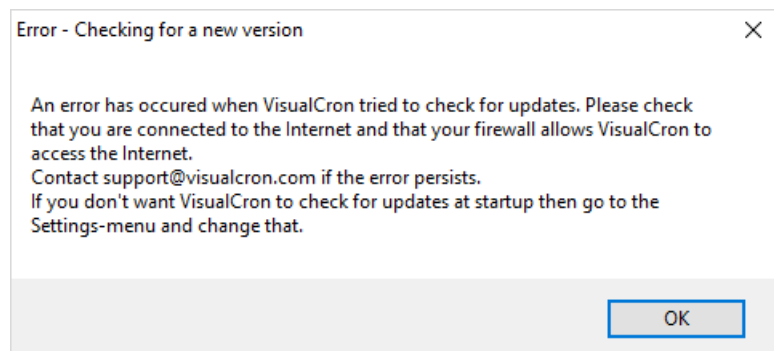 Error - Checking for a new version
An error has occured when VisualCron tried to check for updates. Please check
that you are connected to the Internet and that your firewall allows VisualCron to
access the Internet.
Contact support@visualcron.com if the error persists.
If you don't want VisualCron to check for updates at startup then go to the
Settings-menu and change that.
OK